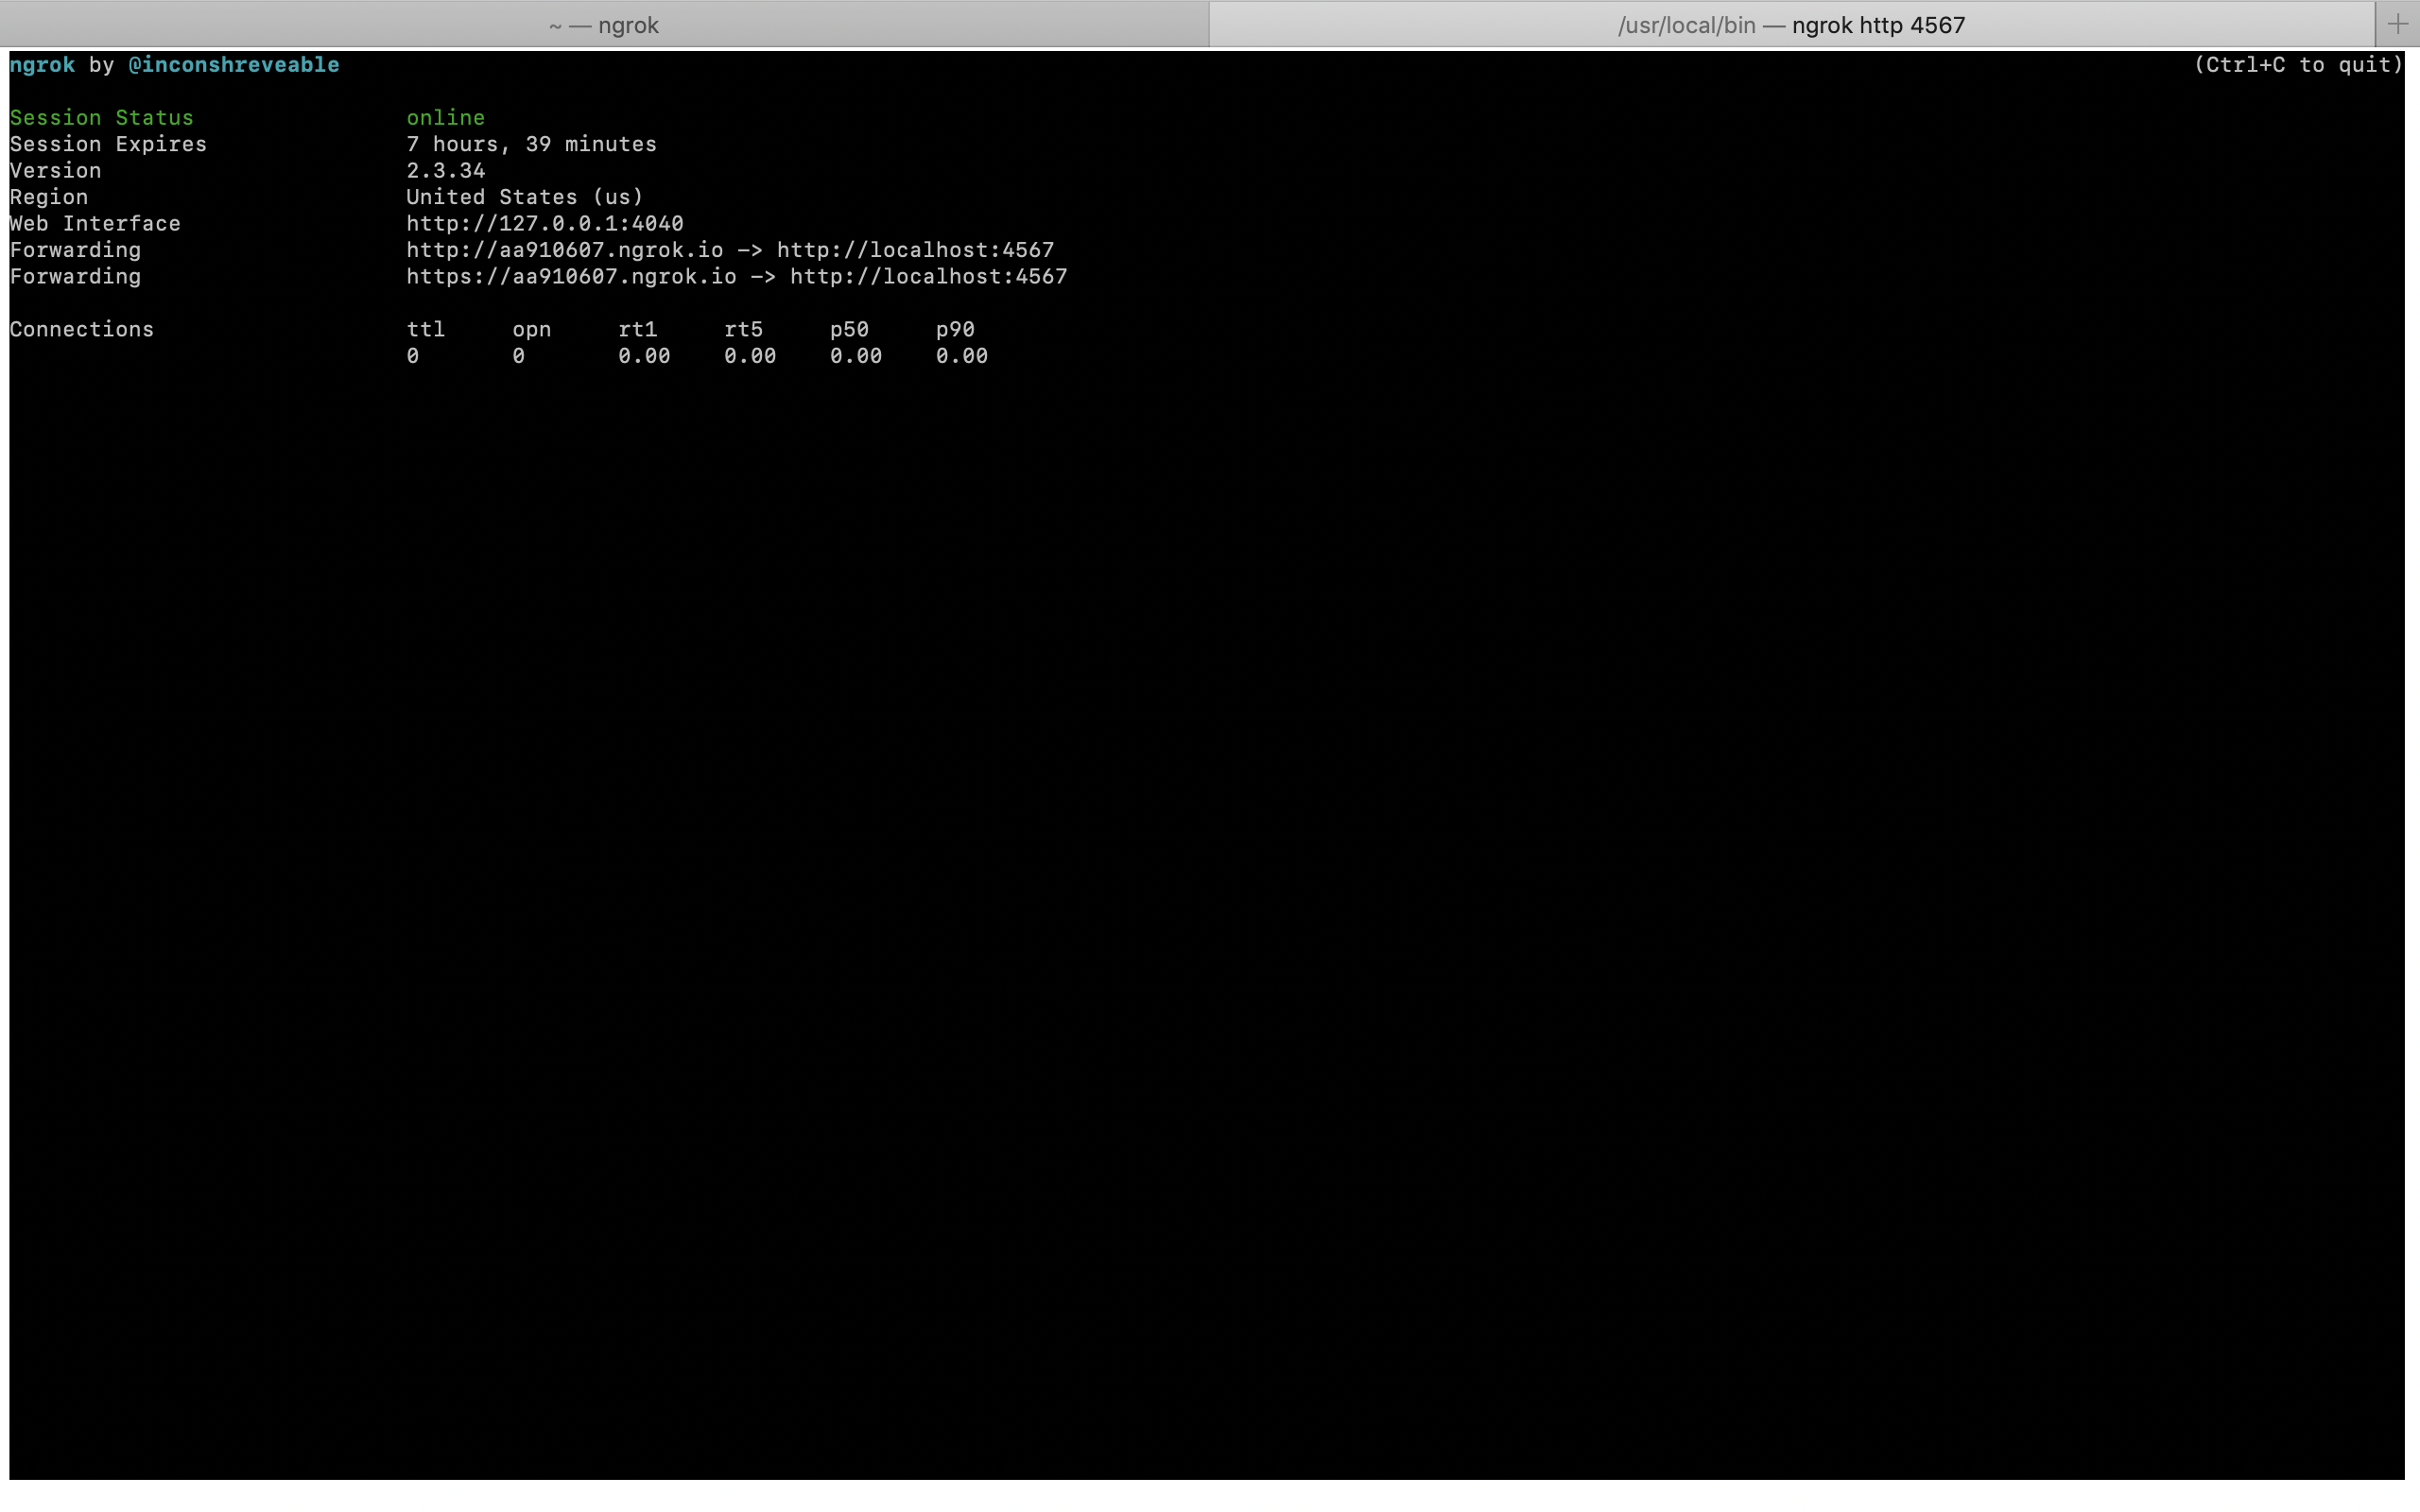 ~ — ngrok
/usr/local/bin — ngrok http 4567
ngrok by @inconshreveable (Ctrl+C to quit)
Session Status online
Session Expires 7 hours, 39 minutes
Version 2.3.34
Region United States (us)
Web Interface http://127.0.0.1:4040
Forwarding http://aa910607.ngrok.io -> http://localhost:4567
Forwarding https://aa910607.ngrok.io -> http://localhost:4567
Connections ttl opn rt1 rt5 p50 p90
0 0 0.00 0.00 0.00 0.00